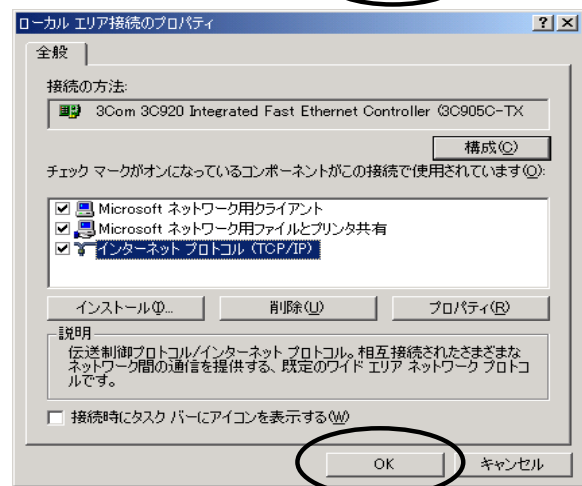 ローカル エリア接続のプロパティ
? ×
全般
接続の方法:
3Com 3C920 Integrated Fast Ethernet Controller (3C905C-TX
構成(C)
チェック マークがオンになっているコンポーネントがこの接続で使用されています(O):
Microsoft ネットワーク用クライアント
Microsoft ネットワーク用ファイルとプリンタ共有
インターネット プロトコル (TCP/IP)
インストール(I)... 削除(U) プロパティ(R)
説明
伝送制御プロトコル/インターネット プロトコル。相互接続されたさまざまな
ネットワーク間の通信を提供する、既定のワイド エリア ネットワーク プロトコ
ルです。
接続時にタスク バーにアイコンを表示する(W)
OK キャンセル